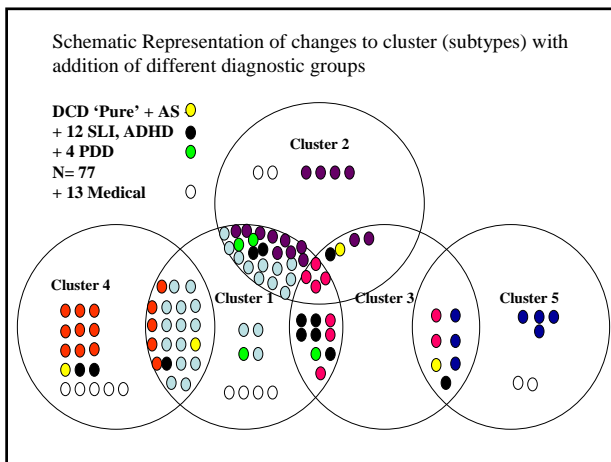 Schematic Representation of changes to cluster (subtypes) with
addition of different diagnostic groups
DCD 'Pure' + AS
+ 12 SLI, ADHD
+ 4 PDD
N= 77
+ 13 Medical
Cluster 2
Cluster 4
Cluster 1
Cluster 3
Cluster 5